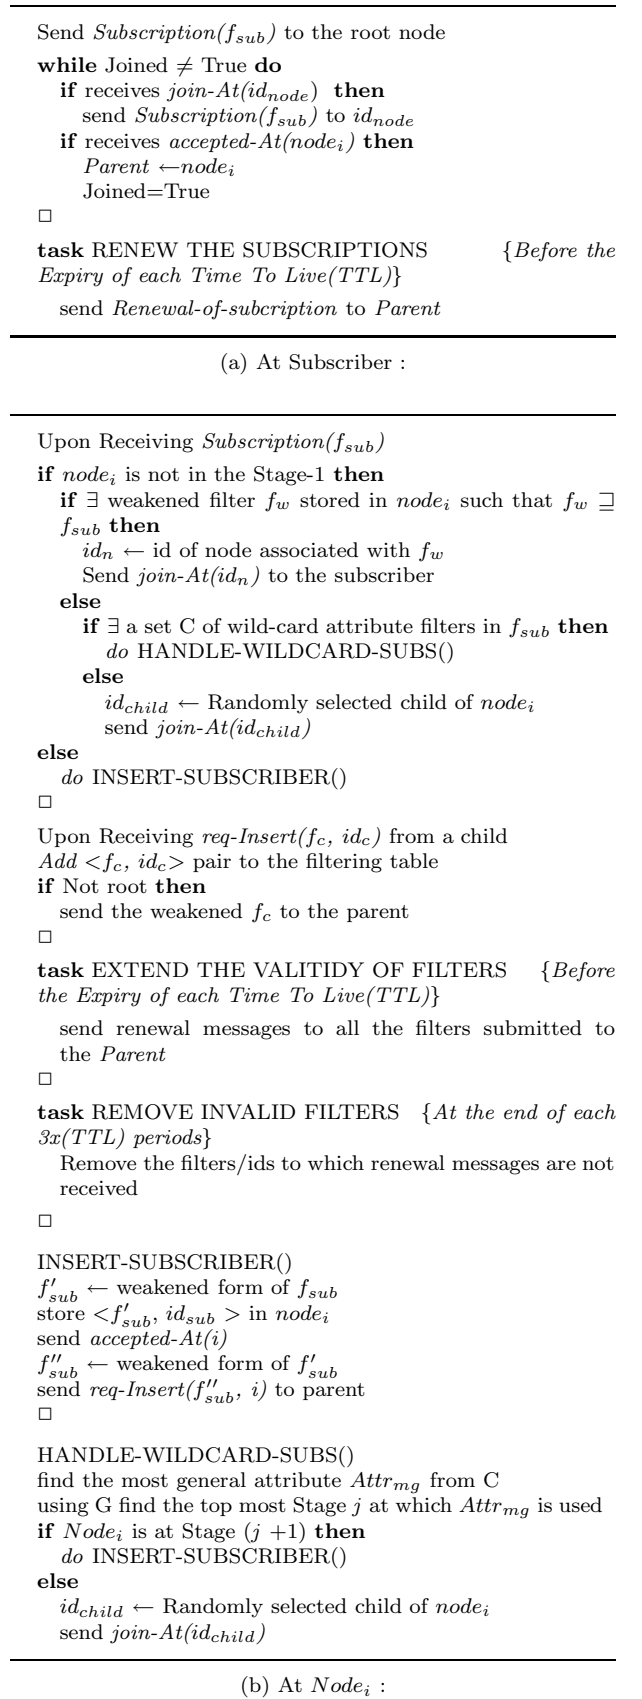 Send Subscription(f_sub) to the root node
while Joined ≠ True do
if receives join-At(id_node) then
send Subscription(f_sub) to id_node
if receives accepted-At(node_i) then
Parent ←node_i
Joined=True
□
task RENEW THE SUBSCRIPTIONS {Before the
Expiry of each Time To Live(TTL)}
send Renewal-of-subcription to Parent
(a) At Subscriber :
Upon Receiving Subscription(f_sub)
if node_i is not in the Stage-1 then
if ∃ weakened filter f_w stored in node_i such that f_w ⊒
f_sub then
id_n ← id of node associated with f_w
Send join-At(id_n) to the subscriber
else
if ∃ a set C of wild-card attribute filters in f_sub then
do HANDLE-WILDCARD-SUBS()
else
id_child ← Randomly selected child of node_i
send join-At(id_child)
else
do INSERT-SUBSCRIBER()
□
Upon Receiving req-Insert(f_c, id_c) from a child
Add <f_c, id_c> pair to the filtering table
if Not root then
send the weakened f_c to the parent
□
task EXTEND THE VALITIDY OF FILTERS {Before
the Expiry of each Time To Live(TTL)}
send renewal messages to all the filters submitted to
the Parent
□
task REMOVE INVALID FILTERS {At the end of each
3x(TTL) periods}
Remove the filters/ids to which renewal messages are not
received
□
INSERT-SUBSCRIBER()
f'_sub ← weakened form of f_sub
store <f'_sub, id_sub > in node_i
send accepted-At(i)
f''_sub ← weakened form of f'_sub
send req-Insert(f''_sub, i) to parent
□
HANDLE-WILDCARD-SUBS()
find the most general attribute Attr_mg from C
using G find the top most Stage j at which Attr_mg is used
if Node_i is at Stage (j +1) then
do INSERT-SUBSCRIBER()
else
id_child ← Randomly selected child of node_i
send join-At(id_child)
(b) At Node_i :